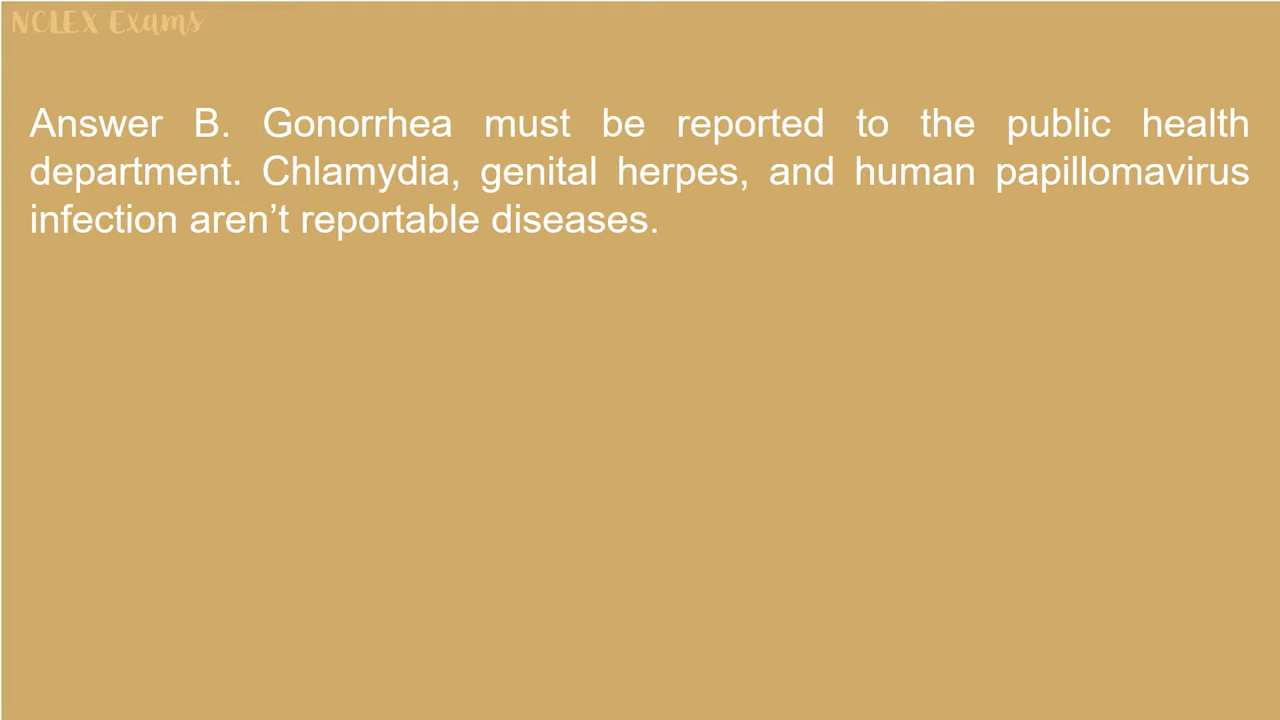 NCLEX Exams
Answer B. Gonorrhea must be reported to the public health
department. Chlamydia, genital herpes, and human papillomavirus
infection aren’t reportable diseases.